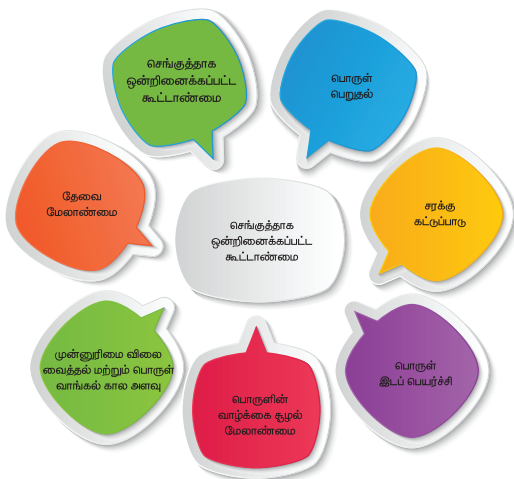 செங்குத்தாக
ஒன்றினைக்கப்பட்ட
கூட்டாண்மை
பொருள்
பெறுதல்
தேவை
மேலாண்மை
செங்குத்தாக
ஒன்றினைக்கப்பட்ட
கூட்டாண்மை
சரக்கு
கட்டுப்பாடு
முன்னுரிமை விலை
வைத்தல் மற்றும் பொருள்
வாங்கல் கால அளவு
பொருளின்
வாழ்க்கை சூழல்
மேலாண்மை
பொருள்
இடப் பெயர்ச்சி